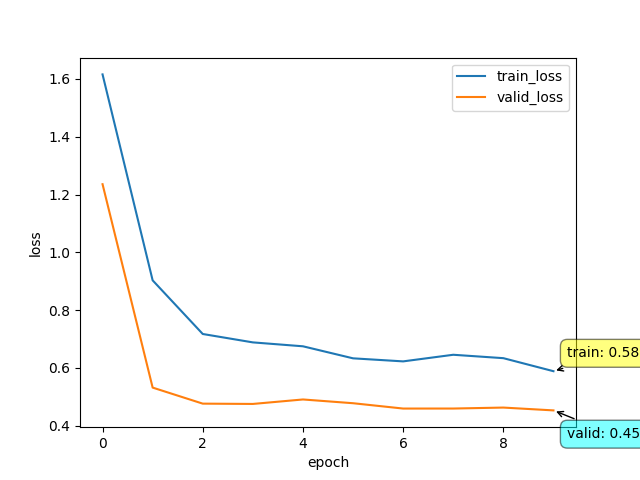 train_loss
valid_loss
1.6
1.4
1.2
1.0
0.8
0.6
0.4
loss
train: 0.58
valid: 0.45
0 2 4 6 8
epoch